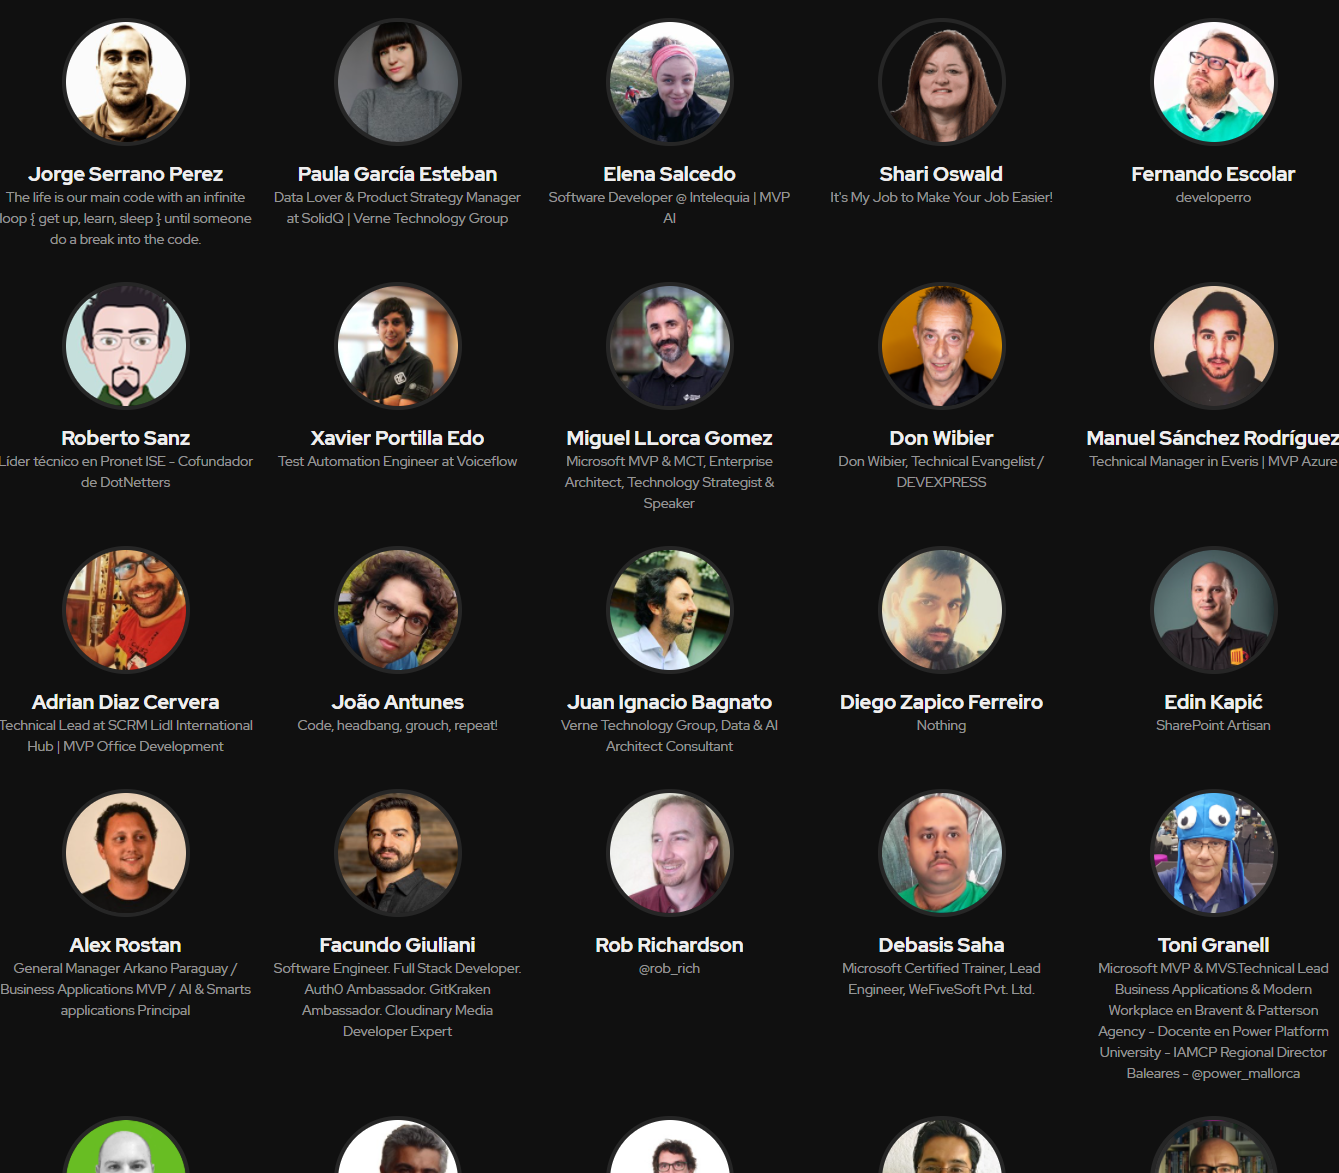 Jorge Serrano Perez
The life is our main code with an infinite
loop { get up, learn, sleep } until someone
do a break into the code.
Paula García Esteban
Data Lover & Product Strategy Manager
at SolidQ | Verne Technology Group
Elena Salcedo
Software Developer @ Intelequia | MVP
AI
Shari Oswald
It's My Job to Make Your Job Easier!
Fernando Escolar
developerro
Roberto Sanz
Líder técnico en Pronet ISE - Cofundador
de DotNetters
Xavier Portilla Edo
Test Automation Engineer at Voiceflow
Miguel LLorca Gomez
Microsoft MVP & MCT, Enterprise
Architect, Technology Strategist &
Speaker
Don Wibier
Don Wibier, Technical Evangelist /
DEVEXPRESS
Manuel Sánchez Rodríguez
Technical Manager in Everis | MVP Azure
Adrian Diaz Cervera
Technical Lead at SCRM Lidl International
Hub | MVP Office Development
João Antunes
Code, headbang, grouch, repeat!
Juan Ignacio Bagnato
Verne Technology Group, Data & AI
Architect Consultant
Diego Zapico Ferreiro
Nothing
Edin Kapić
SharePoint Artisan
Alex Rostan
General Manager Arkano Paraguay /
Business Applications MVP / AI & Smarts
applications Principal
Facundo Giuliani
Software Engineer. Full Stack Developer.
Auth0 Ambassador. GitKraken
Ambassador. Cloudinary Media
Developer Expert
Rob Richardson
@rob_rich
Debasis Saha
Microsoft Certified Trainer, Lead
Engineer, WeFiveSoft Pvt. Ltd.
Toni Granell
Microsoft MVP & MVS.Technical Lead
Business Applications & Modern
Workplace en Bravent & Patterson
Agency - Docente en Power Platform
University - IAMCP Regional Director
Baleares - @power_mallorca